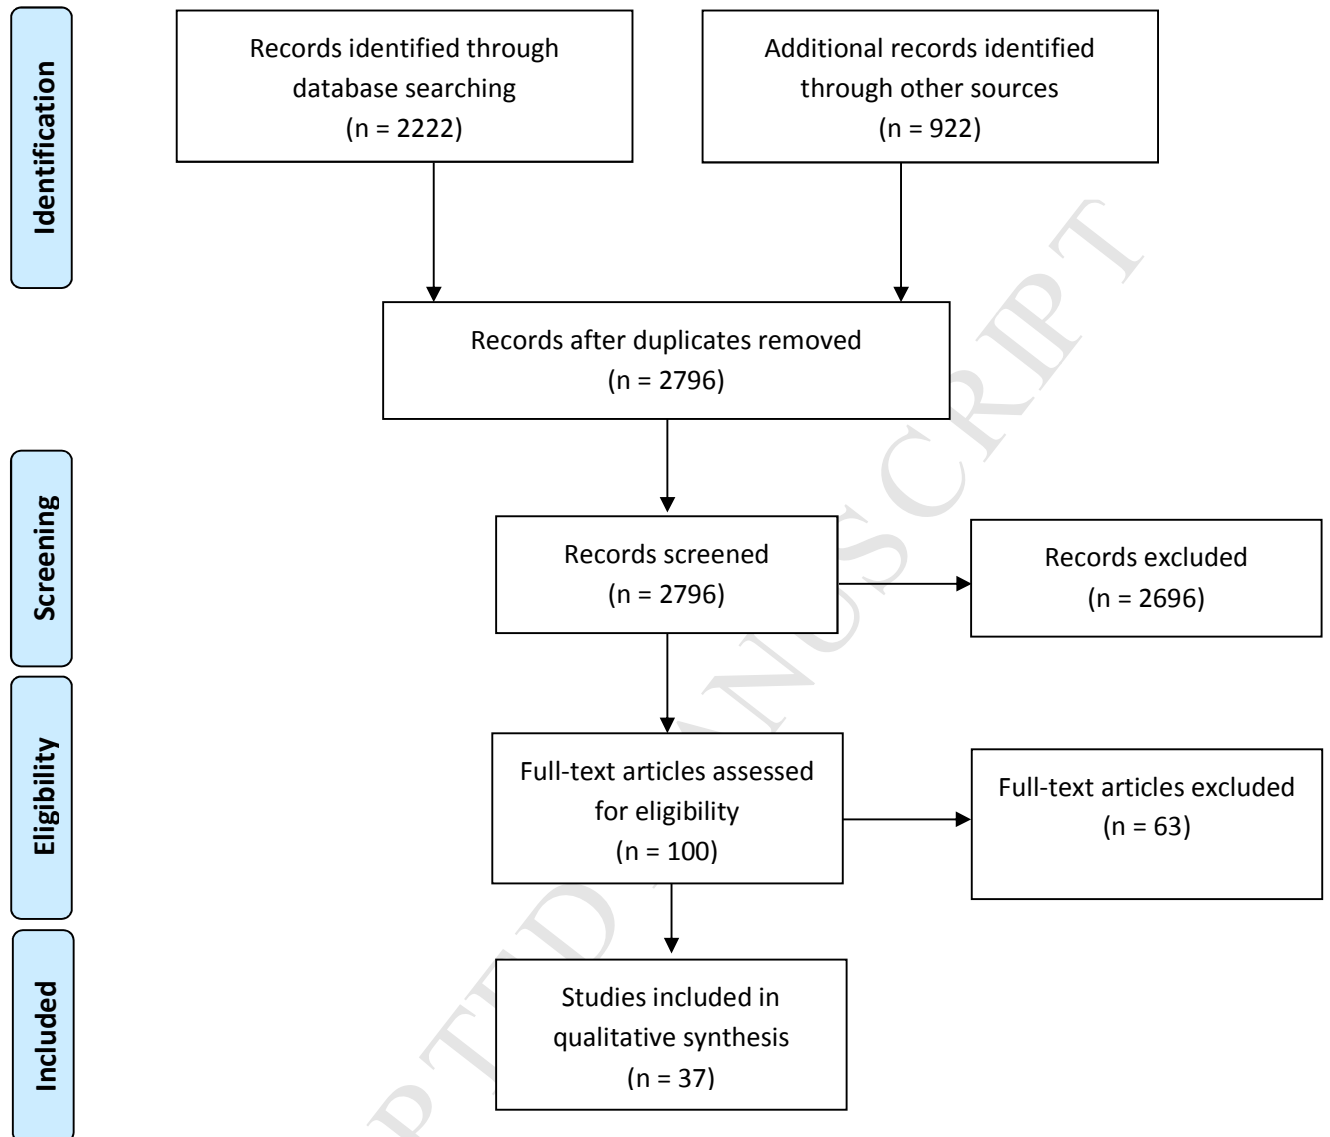 Identification
Records identified through
database searching
(n = 2222)
Additional records identified
through other sources
(n = 922)
Records after duplicates removed
(n = 2796)
Screening
Records screened
(n = 2796)
Records excluded
(n = 2696)
Eligibility
Full-text articles assessed
for eligibility
(n = 100)
Full-text articles excluded
(n = 63)
Included
Studies included in
qualitative synthesis
(n = 37)
PTED MANUSCRIPT